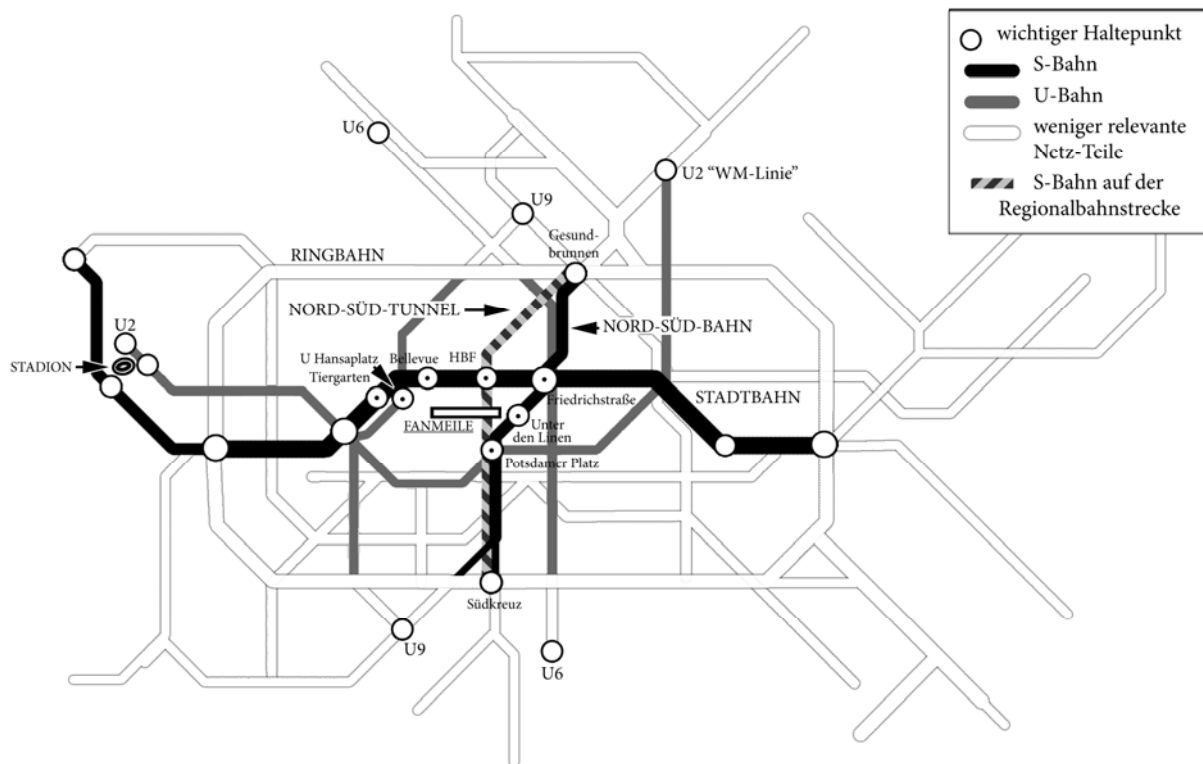 wichtiger Haltepunkt
S-Bahn
U-Bahn
weniger relevante
Netz-Teile
S-Bahn auf der
Regionalbahnstrecke
U6
U2 “WM-Linie”
U9
Gesund-
brunnen
RINGBAHN
NORD-SÜD-TUNNEL
NORD-SÜD-BAHN
U2
STADION
U Hansaplatz
Tiergarten
Bellevue
HBF
Friedrichstraße
STADTBAHN
FANMEILE
Unter
den Linen
Potsdamer Platz
Südkreuz
U9
U6